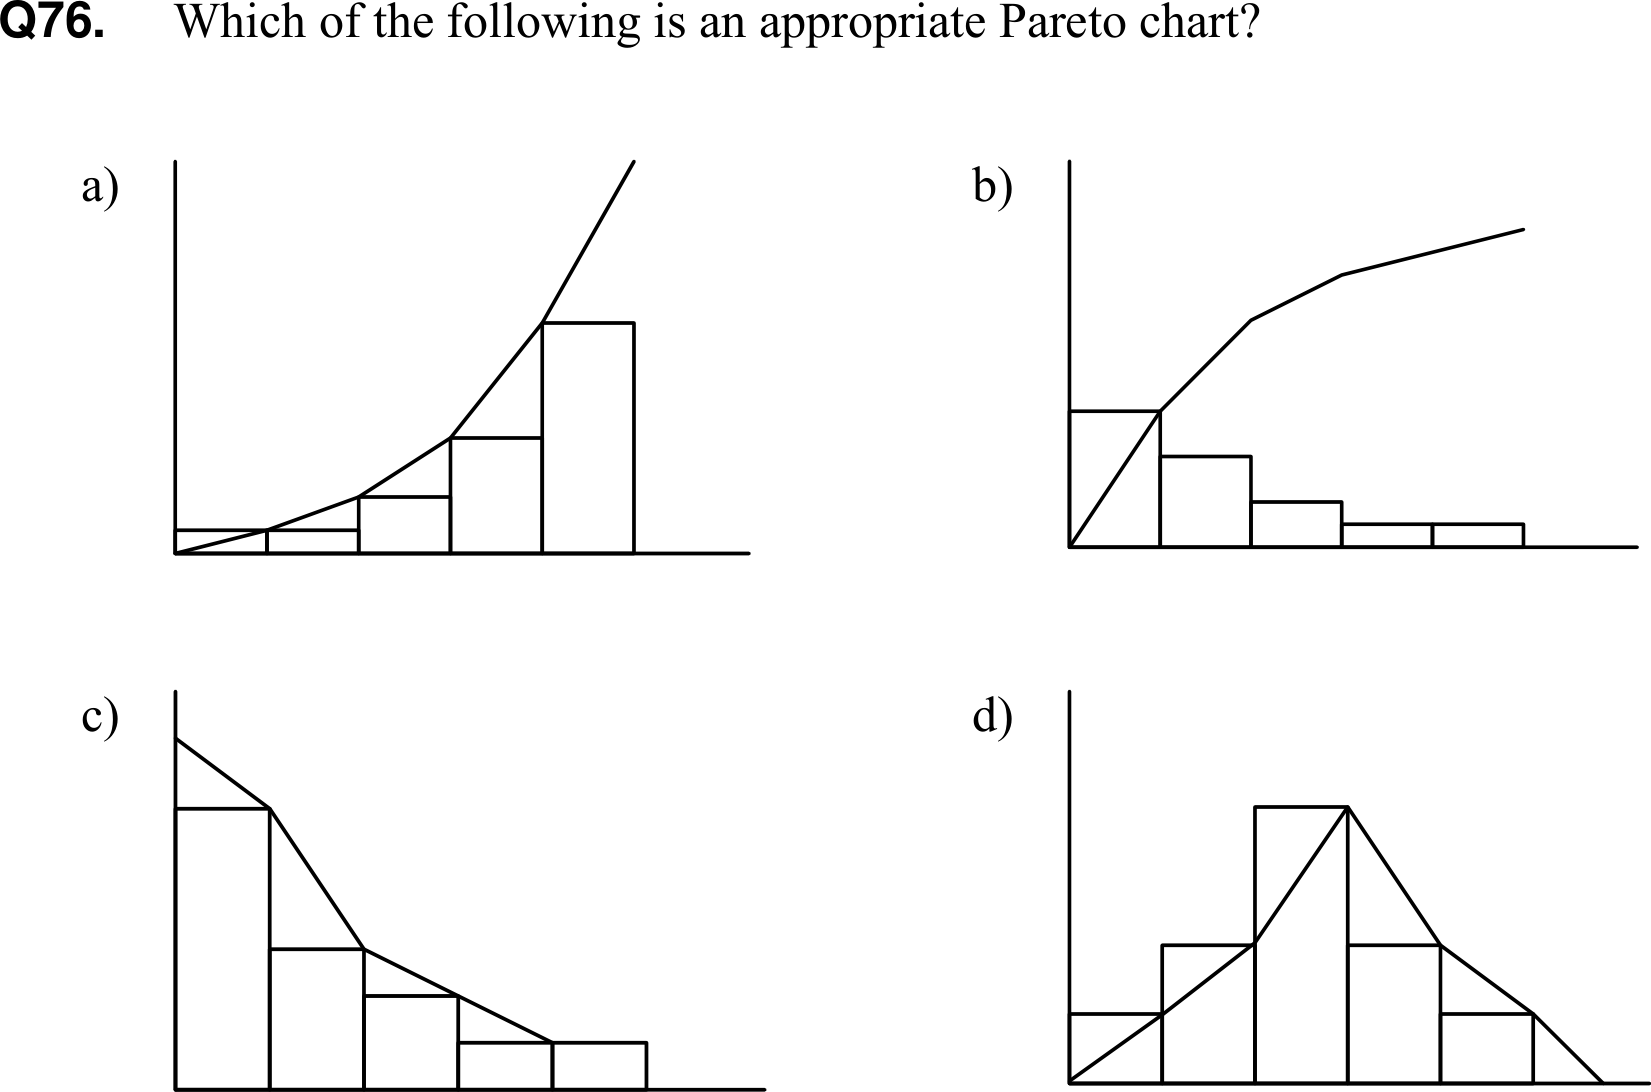 Q76. Which of the following is an appropriate Pareto chart?
a)
b)
c)
d)